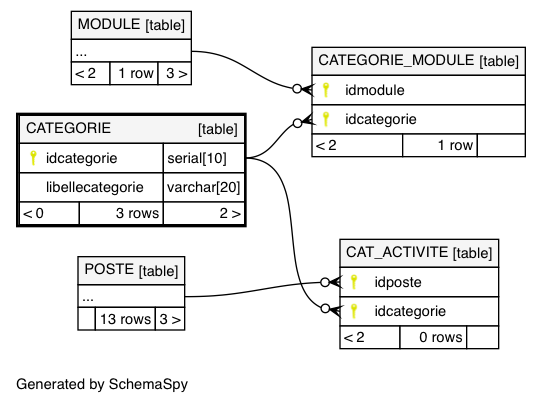 MODULE [table]
...
< 2 1 row 3 >
CATEGORIE_MODULE [table]
idmodule
idcategorie
< 2 1 row
CATEGORIE [table]
idcategorie serial[10]
libellecategorie varchar[20]
< 0 3 rows 2 >
CAT_ACTIVITE [table]
idposte
idcategorie
< 2 0 rows
POSTE [table]
...
13 rows 3 >
Generated by SchemaSpy